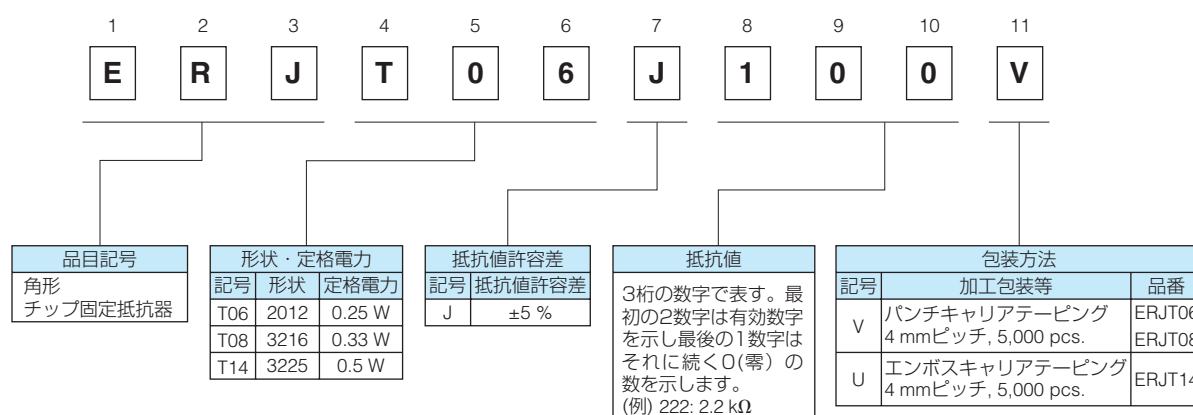 1 2 3 4 5 6 7 8 9 10 11
E R J T 0 6 J 1 0 0 V
品目記号
角形
チップ固定抵抗器
形状・定格電力
記号 形状 定格電力
T06 2012 0.25 W
T08 3216 0.33 W
T14 3225 0.5 W
抵抗値許容差
記号 抵抗値許容差
J ±5 %
抵抗値
3桁の数字で表す。最
初の2数字は有効数字
を示し最後の1数字は
それに続く0(零)の
数を示します。
(例) 222: 2.2 kΩ
包装方法
記号 加工包装等 品番
V パンチキャリアテーピング ERJT06
4 mmピッチ, 5,000 pcs. ERJT08
U エンボスキャリアテーピング ERJT14
4 mmピッチ, 5,000 pcs.